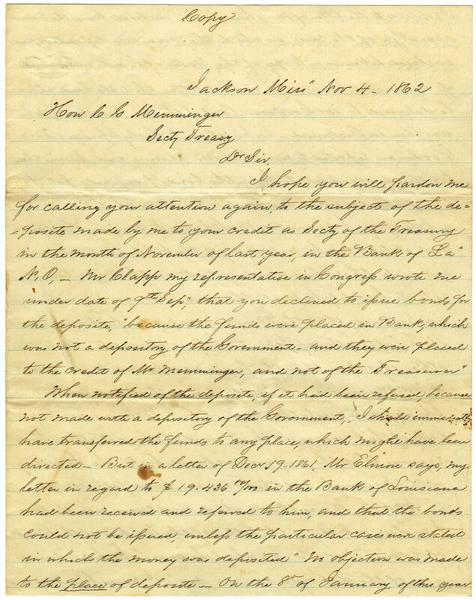 Copy
Jackson Missi Nov 4 - 1862
Hon C G Memminger
Secty Treasy
Dr Sir,
I hope you will pardon me
for calling your attention again, to the subjects of the de-
posite made by me to your credit as Secty of the Treasury
in the month of November of last year, in the Bank of La
N.O. - Mr Clapp my representative in Congress wrote me
under date of 9th Sep, "that you declined to issue bonds for
the deposite, "because the funds were placed in Bank, which
was not a depository of the Government - and they were placed
to the credit of Mr Memminger, and not of the Treasurer"
When notified of the deposite, if it had been refused, because
not made with a depository of the Government, I should immediately
have transferred the funds to any place which might have been
directed - But in a letter of Decr 19. 1861, Mr Elmore says, my
letter in regard to $ 19.436 in the Bank of Louisiana
had been received and referred to him, and that the bonds
could not be issued, unless the particular cases were stated
in which the money was deposited" No objection was made
to the place of deposite - On the 8th of January of this year